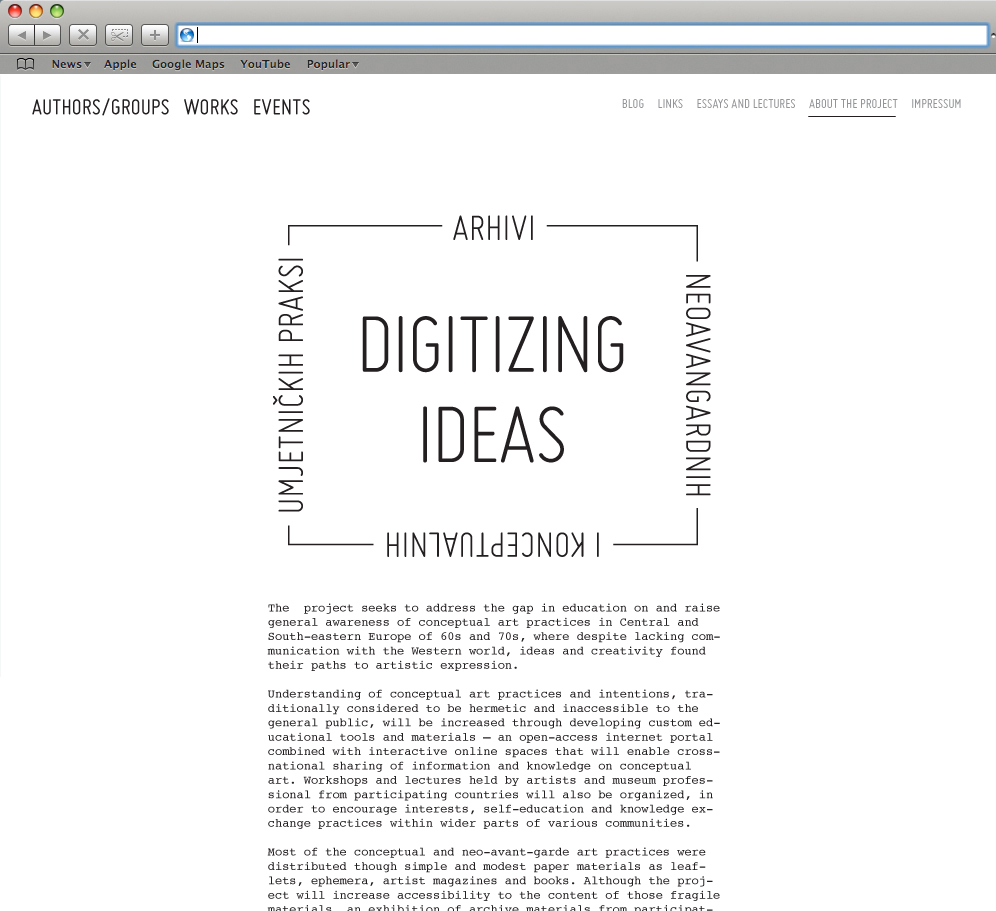 News Apple Google Maps YouTube Popular
AUTHORS/GROUPS WORKS EVENTS
BLOG LINKS ESSAYS AND LECTURES ABOUT THE PROJECT IMPRESSUM
ARHIVI
NEOAVANGARDNIH
I KONCEPTUALNIH
UMJETNIČKIH PRAKSI
DIGITIZING
IDEAS
The project seeks to address the gap in education on and raise
general awareness of conceptual art practices in Central and
South-eastern Europe of 60s and 70s, where despite lacking com-
munication with the Western world, ideas and creativity found
their paths to artistic expression.
Understanding of conceptual art practices and intentions, tra-
ditionally considered to be hermetic and inaccessible to the
general public, will be increased through developing custom ed-
ucational tools and materials — an open-access internet portal
combined with interactive online spaces that will enable cross-
national sharing of information and knowledge on conceptual
art. Workshops and lectures held by artists and museum profes-
sional from participating countries will also be organized, in
order to encourage interests, self-education and knowledge ex-
change practices within wider parts of various communities.
Most of the conceptual and neo-avant-garde art practices were
distributed though simple and modest paper materials as leaf-
lets, ephemera, artist magazines and books. Although the proj-
ect will increase accessibility to the content of those fragile
materials, an exhibition of archive materials from participat-